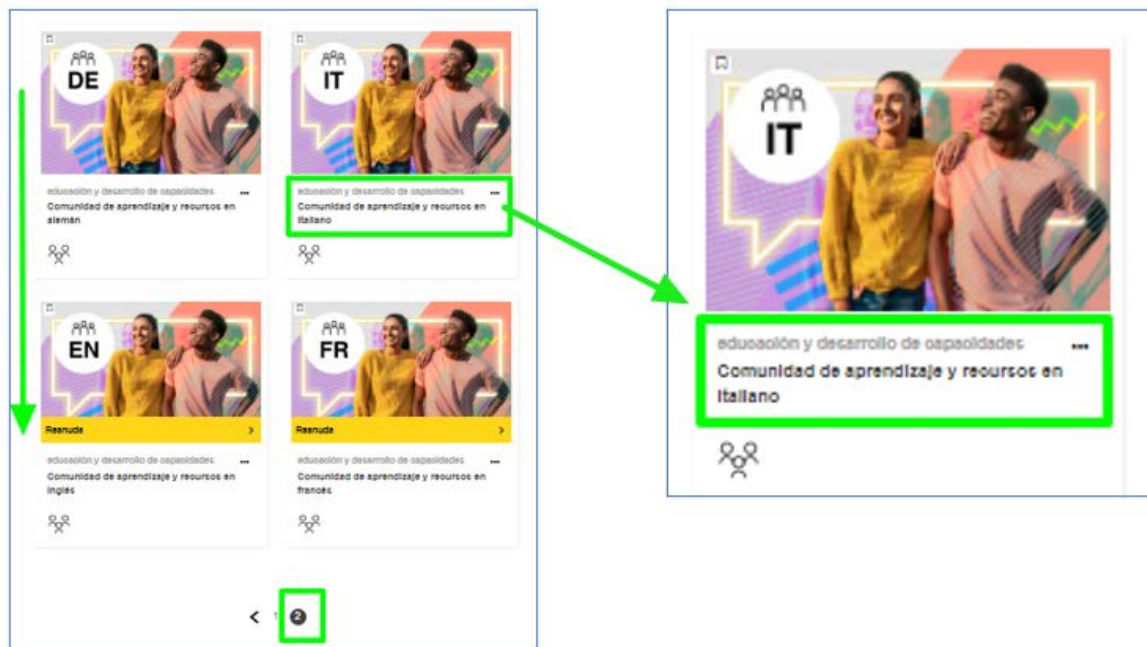 DE
educación y desarrollo de capacidades
Comunidad de aprendizaje y recursos en
alemán
IT
educación y desarrollo de capacidades
Comunidad de aprendizaje y recursos en
Italiano
EN
Reanuda
educación y desarrollo de capacidades
Comunidad de aprendizaje y recursos en
inglés
FR
Reanuda
educación y desarrollo de capacidades
Comunidad de aprendizaje y recursos en
francés
1 2
IT
educación y desarrollo de capacidades
Comunidad de aprendizaje y recursos en
Italiano